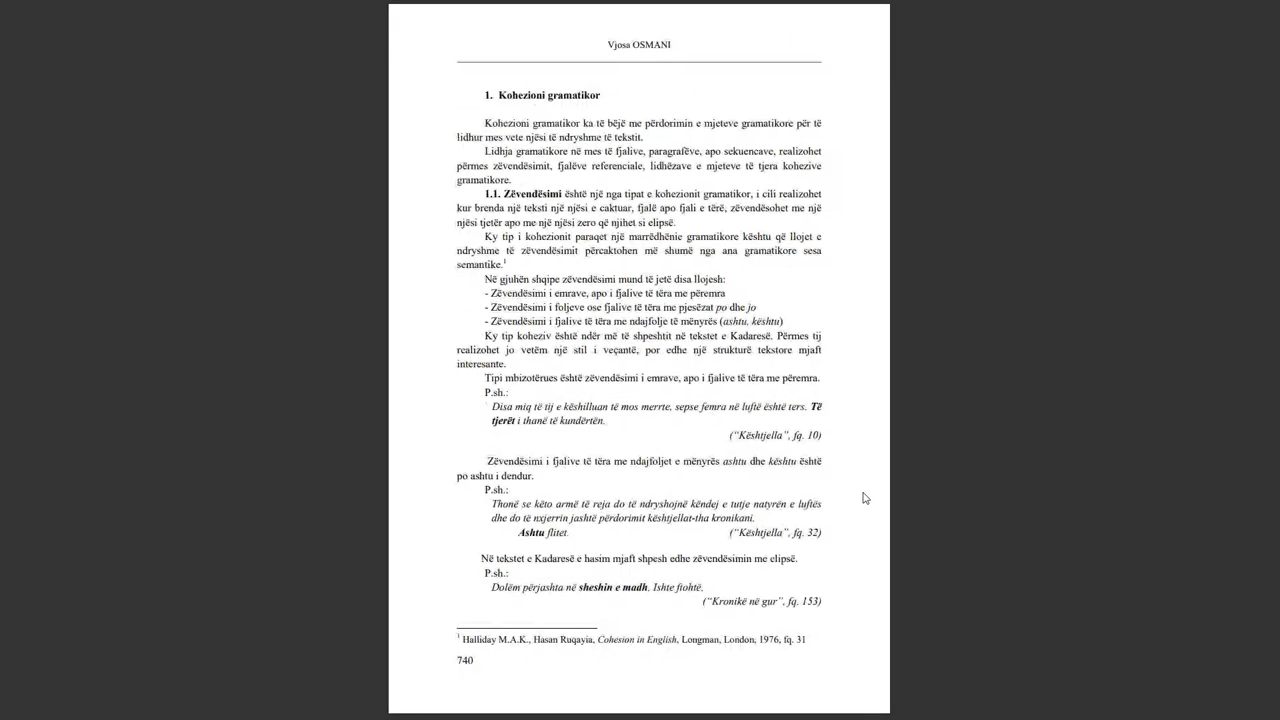 Vjosa OSMANI
1. Kohezioni gramatikor
Kohezioni gramatikor ka të bëjë me përdorimin e mjeteve gramatikore për të
lidhur mes vete njësi të ndryshme të tekstit.
Lidhja gramatikore në mes të fjalive, paragrafëve, apo sekuencave, realizohet
përmes zëvendësimit, fjalëve referenciale, lidhëzave e mjeteve të tjera kohezive
gramatikore.
1.1. Zëvendësimi është një nga tipat e kohezionit gramatikor, i cili realizohet
kur brenda një teksti një njësi e caktuar, fjalë apo fjali e tërë, zëvendësohet me një
njësi tjetër apo me një njësi zero që njihet si elipsë.
Ky tip i kohezionit paraqet një marrëdhënie gramatikore kështu që llojet e
ndryshme të zëvendësimit përcaktohen më shumë nga ana gramatikore sesa
semantike.1
Në gjuhën shqipe zëvendësimi mund të jetë disa llojesh:
- Zëvendësimi i emrave, apo i fjalive të tëra me përemra
- Zëvendësimi i foljeve ose fjalive të tëra me pjesëzat po dhe jo
- Zëvendësimi i fjalive të tëra me ndajfolje të mënyrës (ashtu, kështu)
Ky tip koheziv është ndër më të shpeshtit në tekstet e Kadaresë. Përmes tij
realizohet jo vetëm një stil i veçantë, por edhe një strukturë tekstore mjaft
interesante.
Tipi mbizotërues është zëvendësimi i emrave, apo i fjalive të tëra me përemra.
P.sh.:
Disa miq të tij e këshilluan të mos merrte, sepse femra në luftë është ters. Të
tjerët i thanë të kundërtën.
(“Kështjella”, fq. 10)
Zëvendësimi i fjalive të tëra me ndajfoljet e mënyrës ashtu dhe kështu është
po ashtu i dendur.
P.sh.:
Thonë se këto armë të reja do të ndryshojnë këndej e tutje natyrën e luftës
dhe do të nxjerrin jashtë përdorimit kështjellat-tha kronikani.
Ashtu flitet. (“Kështjella”, fq. 32)
Në tekstet e Kadaresë e hasim mjaft shpesh edhe zëvendësimin me elipsë.
P.sh.:
Dolëm përjashta në sheshin e madh. Ishte ftohtë.
(“Kronikë në gur”, fq. 153)
1 Halliday M.A.K., Hasan Ruqayia, Cohesion in English, Longman, London, 1976, fq. 31
740